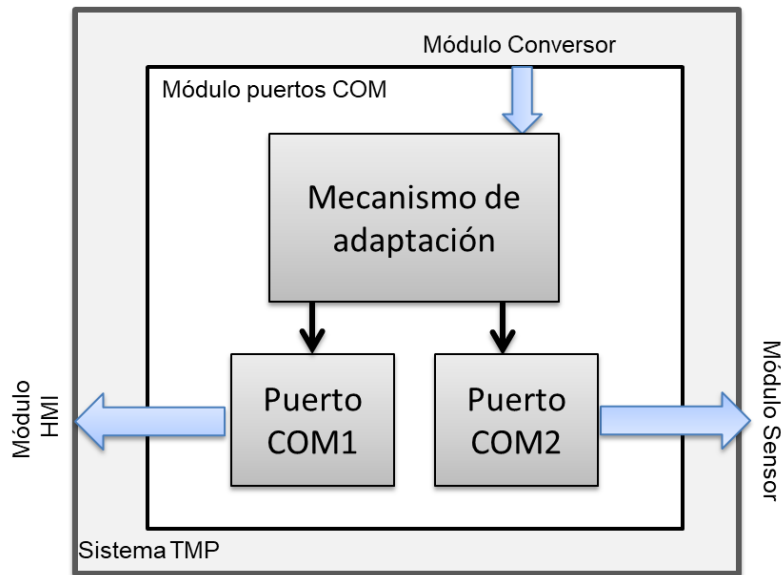 Módulo Conversor
Módulo puertos COM
Mecanismo de
adaptación
Puerto
COM1
Puerto
COM2
Módulo
HMI
Módulo Sensor
Sistema TMP